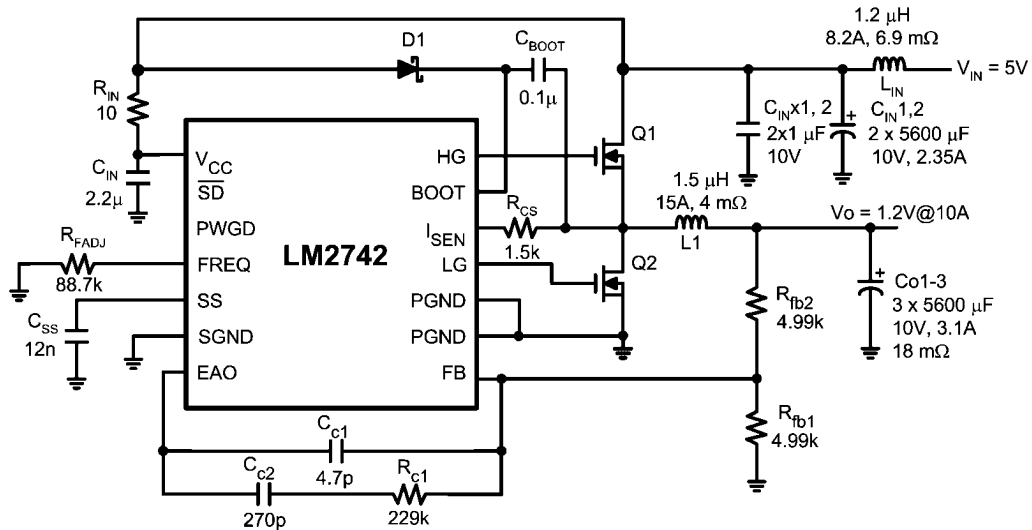 1.2 μH
8.2A, 6.9 mΩ
L_IN
V_IN = 5V
D1
C_BOOT
0.1μ
R_IN
10
C_IN
2.2μ
C_INx1, 2
2x1 μF
10V
C_IN1,2
2 x 5600 μF
10V, 2.35A
Q1
V_CC
SD
PWGD
FREQ
SS
SGND
EAO
LM2742
HG
BOOT
I_SEN
LG
PGND
PGND
FB
R_CS
1.5k
1.5 μH
15A, 4 mΩ
L1
Vo = 1.2V@10A
R_FADJ
88.7k
Q2
C_SS
12n
R_fb2
4.99k
Co1-3
3 x 5600 μF
10V, 3.1A
18 mΩ
R_fb1
4.99k
C_c1
4.7p
C_c2
270p
R_c1
229k